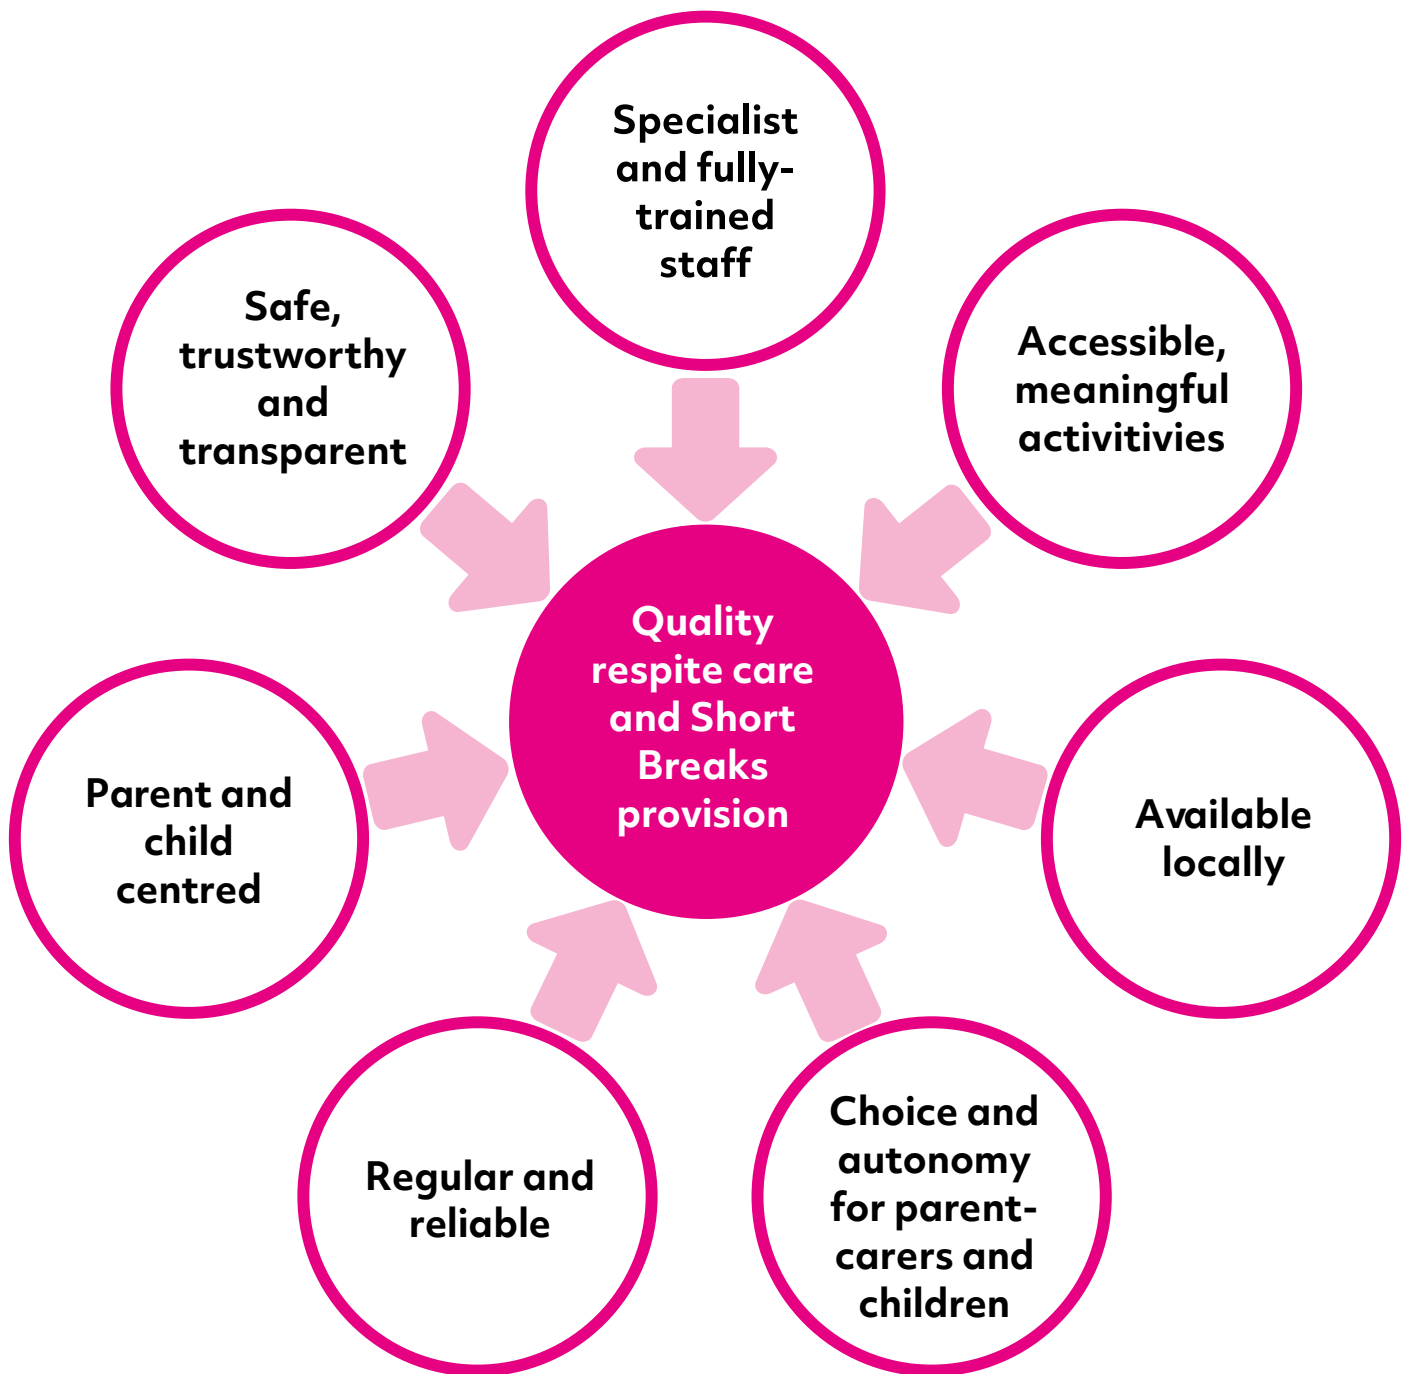 Specialist
and fully-
trained
staff
Safe,
trustworthy
and
transparent
Accessible,
meaningful
activitivies
Quality
respite care
and Short
Breaks
provision
Parent and
child
centred
Available
locally
Regular and
reliable
Choice and
autonomy
for parent-
carers and
children